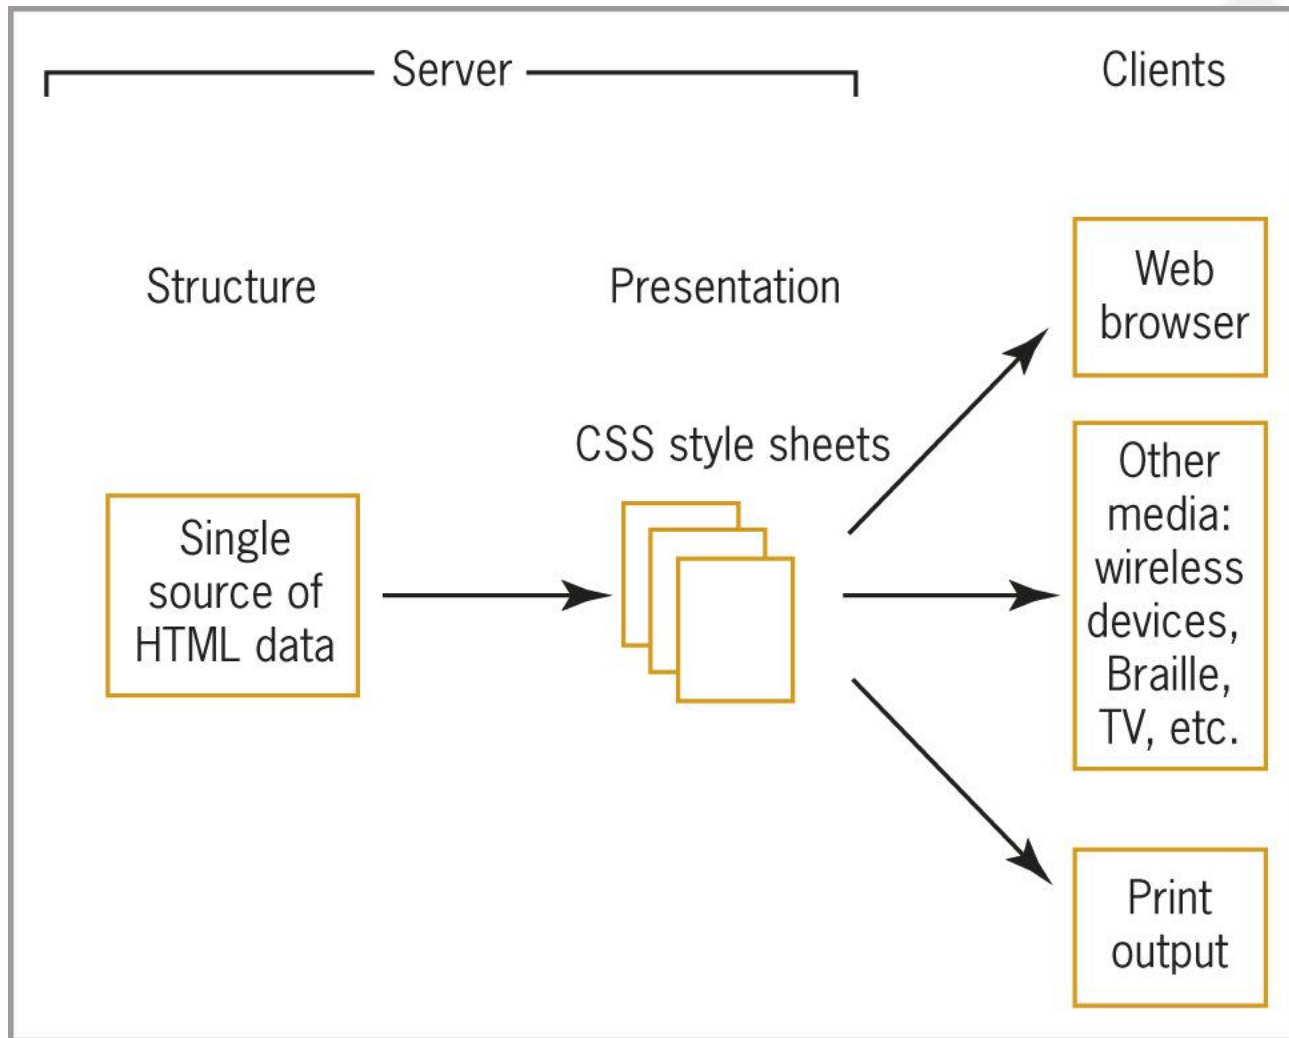 Server
Clients
Structure
Presentation
CSS style sheets
Single
source of
HTML data
Web
browser
Other
media:
wireless
devices,
Braille,
TV, etc.
Print
output